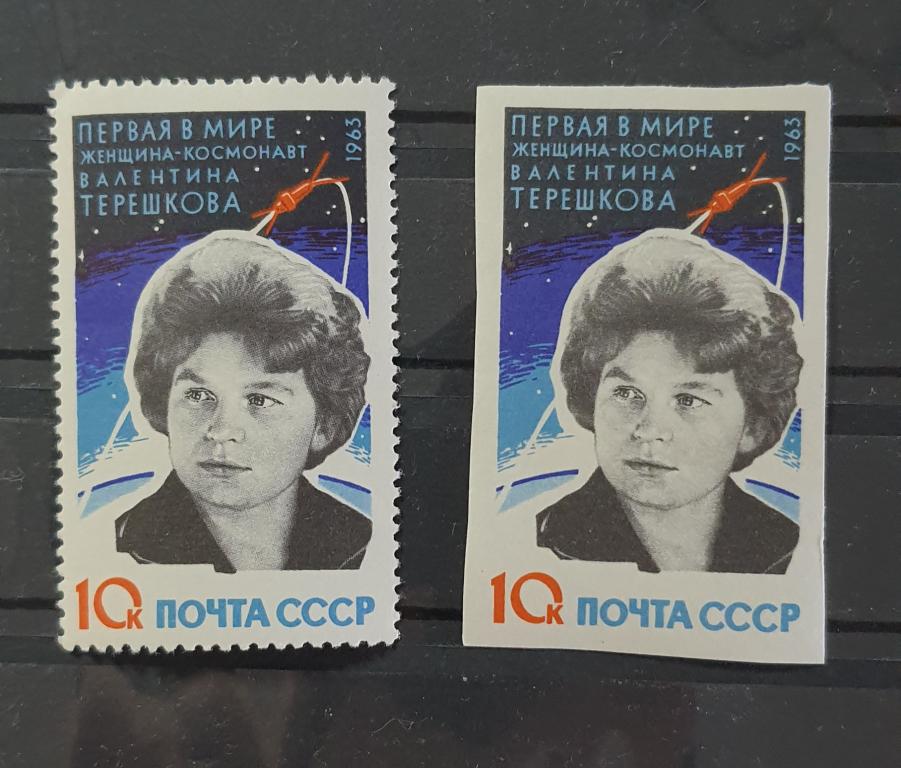 ПЕРВАЯ В МИРЕ
ЖЕНЩИНА-КОСМОНАВТ
ВАЛЕНТИНА
ТЕРЕШКОВА
1963
10к ПОЧТА СССР
ПЕРВАЯ В МИРЕ
ЖЕНЩИНА-КОСМОНАВТ
ВАЛЕНТИНА
ТЕРЕШКОВА
1963
10к ПОЧТА СССР